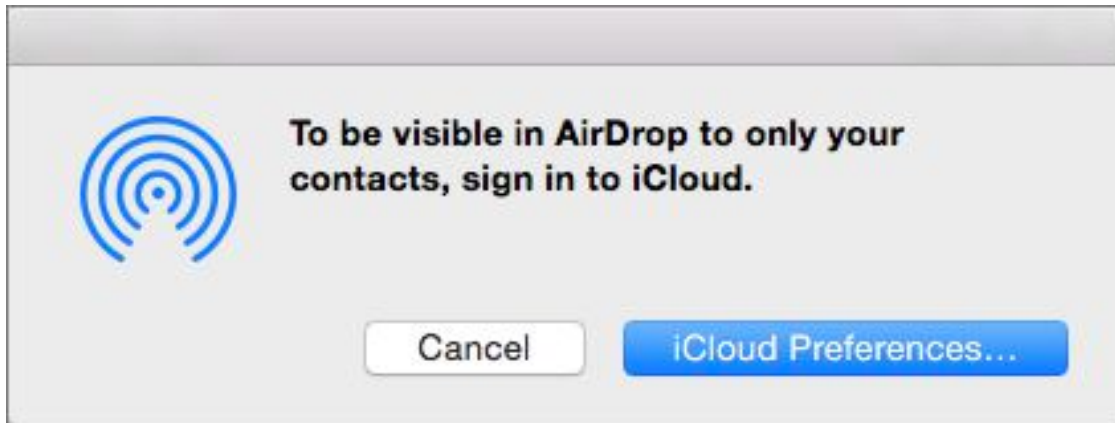 To be visible in AirDrop to only your
contacts, sign in to iCloud.
Cancel
iCloud Preferences...